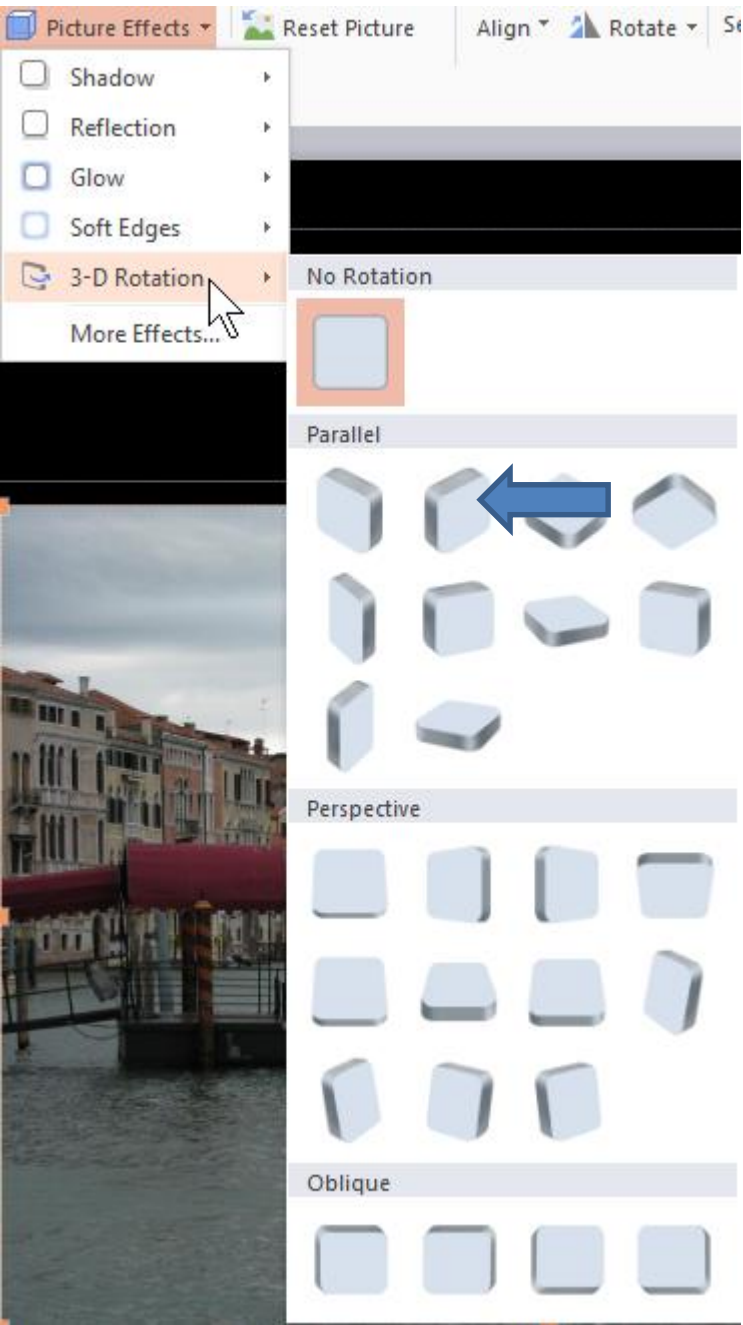 Picture Effects Reset Picture Align Rotate Se
Shadow
Reflection
Glow
Soft Edges
3-D Rotation
More Effects...
No Rotation
Parallel
Perspective
Oblique